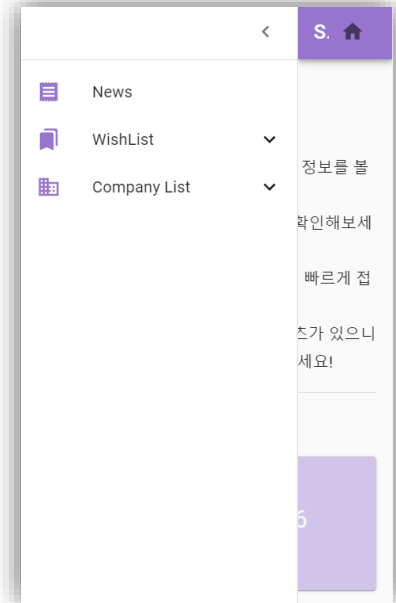 S.
News
WishList
Company List
정보를 볼
확인해보세
빠르게 접
츠가 있으니
세요!
6